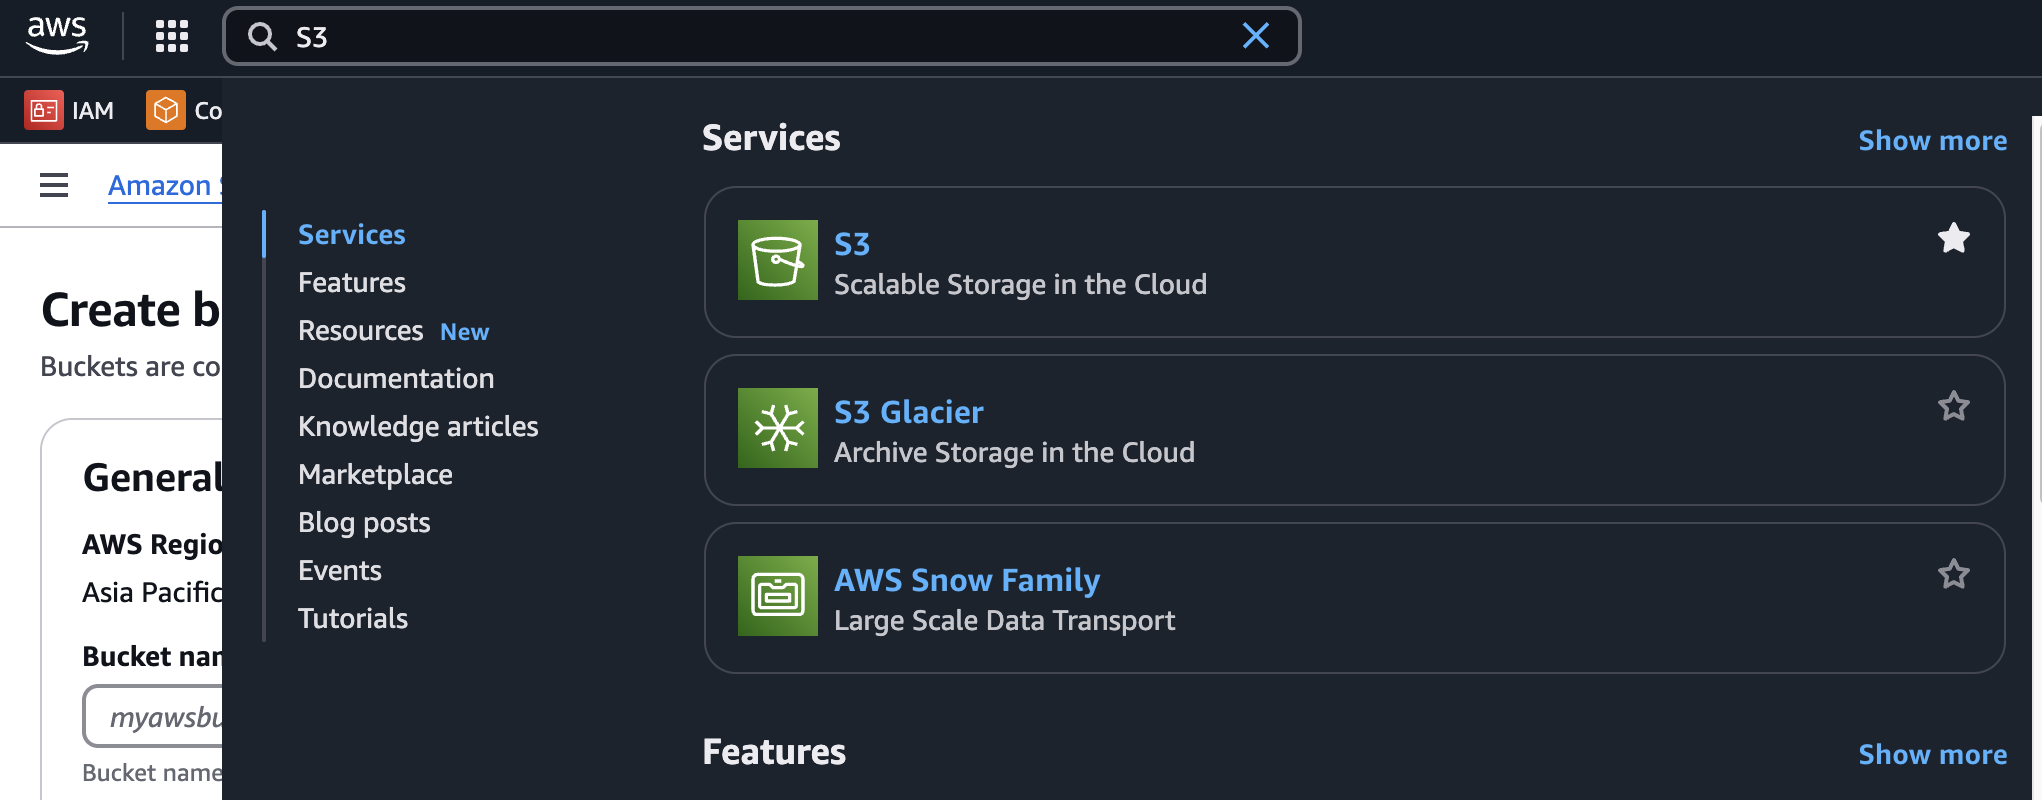 aws
S3
IAM
Co
Amazon S
Create b
Buckets are co
General
AWS Regio
Asia Pacific
Bucket nam
myawsbu
Bucket name
Services
Features
Resources New
Documentation
Knowledge articles
Marketplace
Blog posts
Events
Tutorials
Services Show more
S3
Scalable Storage in the Cloud
S3 Glacier
Archive Storage in the Cloud
AWS Snow Family
Large Scale Data Transport
Features Show more